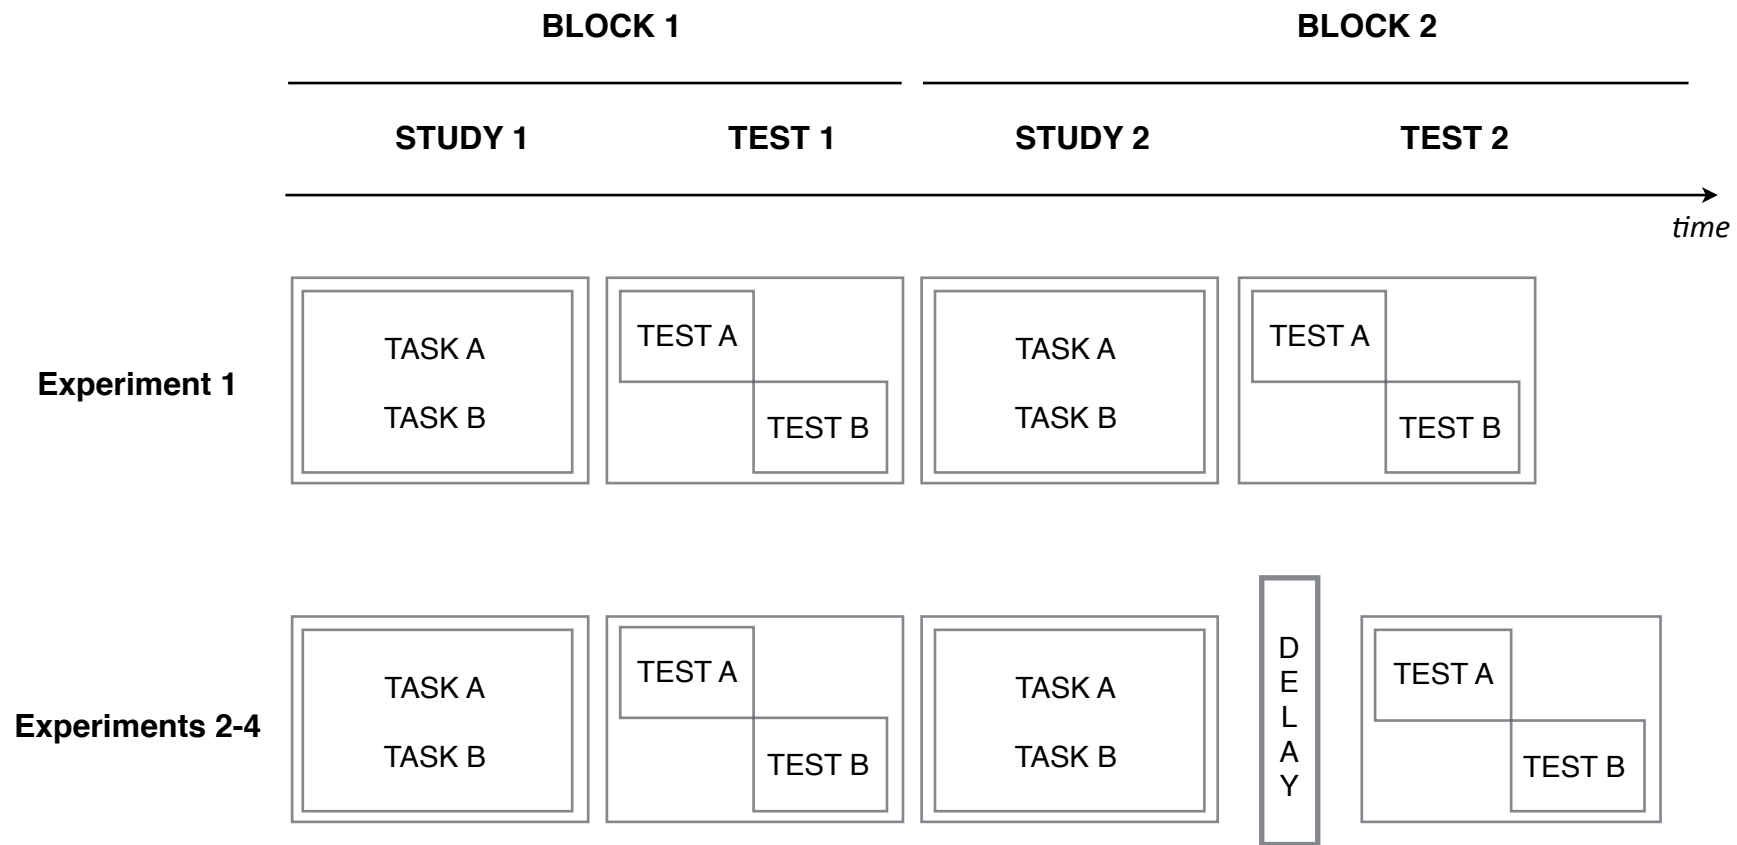 BLOCK 1
BLOCK 2
STUDY 1
TEST 1
STUDY 2
TEST 2
time
Experiment 1
TASK A
TASK B
TEST A
TEST B
TASK A
TASK B
TEST A
TEST B
Experiments 2-4
TASK A
TASK B
TEST A
TEST B
TASK A
TASK B
D
E
L
A
Y
TEST A
TEST B